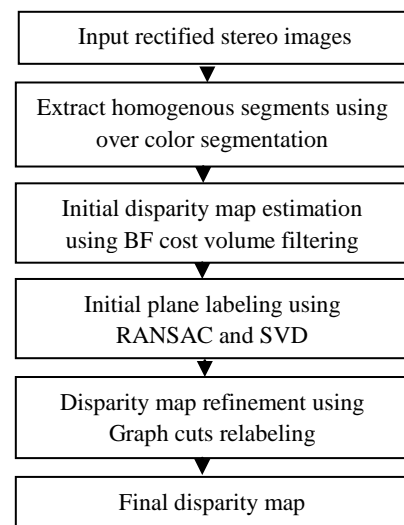 Input rectified stereo images
Extract homogenous segments using
over color segmentation
Initial disparity map estimation
using BF cost volume filtering
Initial plane labeling using
RANSAC and SVD
Disparity map refinement using
Graph cuts relabeling
Final disparity map